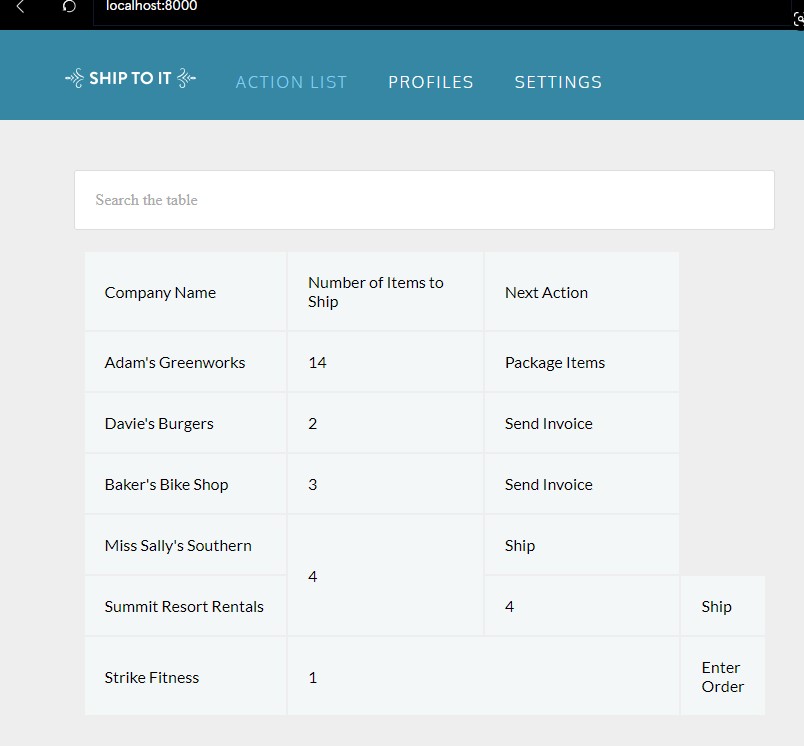 localhost:8000
SHIP TO IT ACTION LIST PROFILES SETTINGS
Search the table
Company Name Number of Items to Ship Next Action
Adam's Greenworks 14 Package Items
Davie's Burgers 2 Send Invoice
Baker's Bike Shop 3 Send Invoice
Miss Sally's Southern 4 Ship
Summit Resort Rentals 4 Ship
Strike Fitness 1 Enter Order